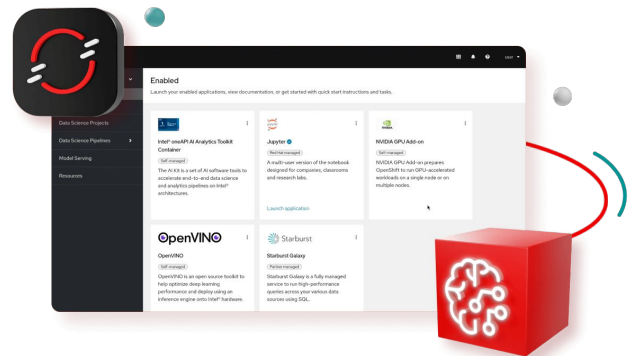 USER
Enabled
Launch your enabled applications, view documentation, or get started with quick start instructions and tasks.
Data Science Projects
Data Science Pipelines
Model Serving
Resources
Intel® oneAPI AI Analytics Toolkit
Container
Self-managed
The AI Kit is a set of AI software tools to
accelerate end-to-end data science
and analytics pipelines on Intel®
architectures.
Jupyter
Red Hat managed
A multi-user version of the notebook
designed for companies, classrooms
and research labs.
Launch application
NVIDIA
NVIDIA GPU Add-on
Self-managed
NVIDIA GPU Add-on prepares
OpenShift to run GPU-accelerated
workloads on a single node or on
multiple nodes.
OpenVINO
OpenVINO
Self-managed
OpenVINO is an open source toolkit to
help optimize deep learning
performance and deploy using an
inference engine onto Intel® hardware.
Starburst
Starburst Galaxy
Partner managed
Starburst Galaxy is a fully managed
service to run high-performance
queries across your various data
sources using SQL.